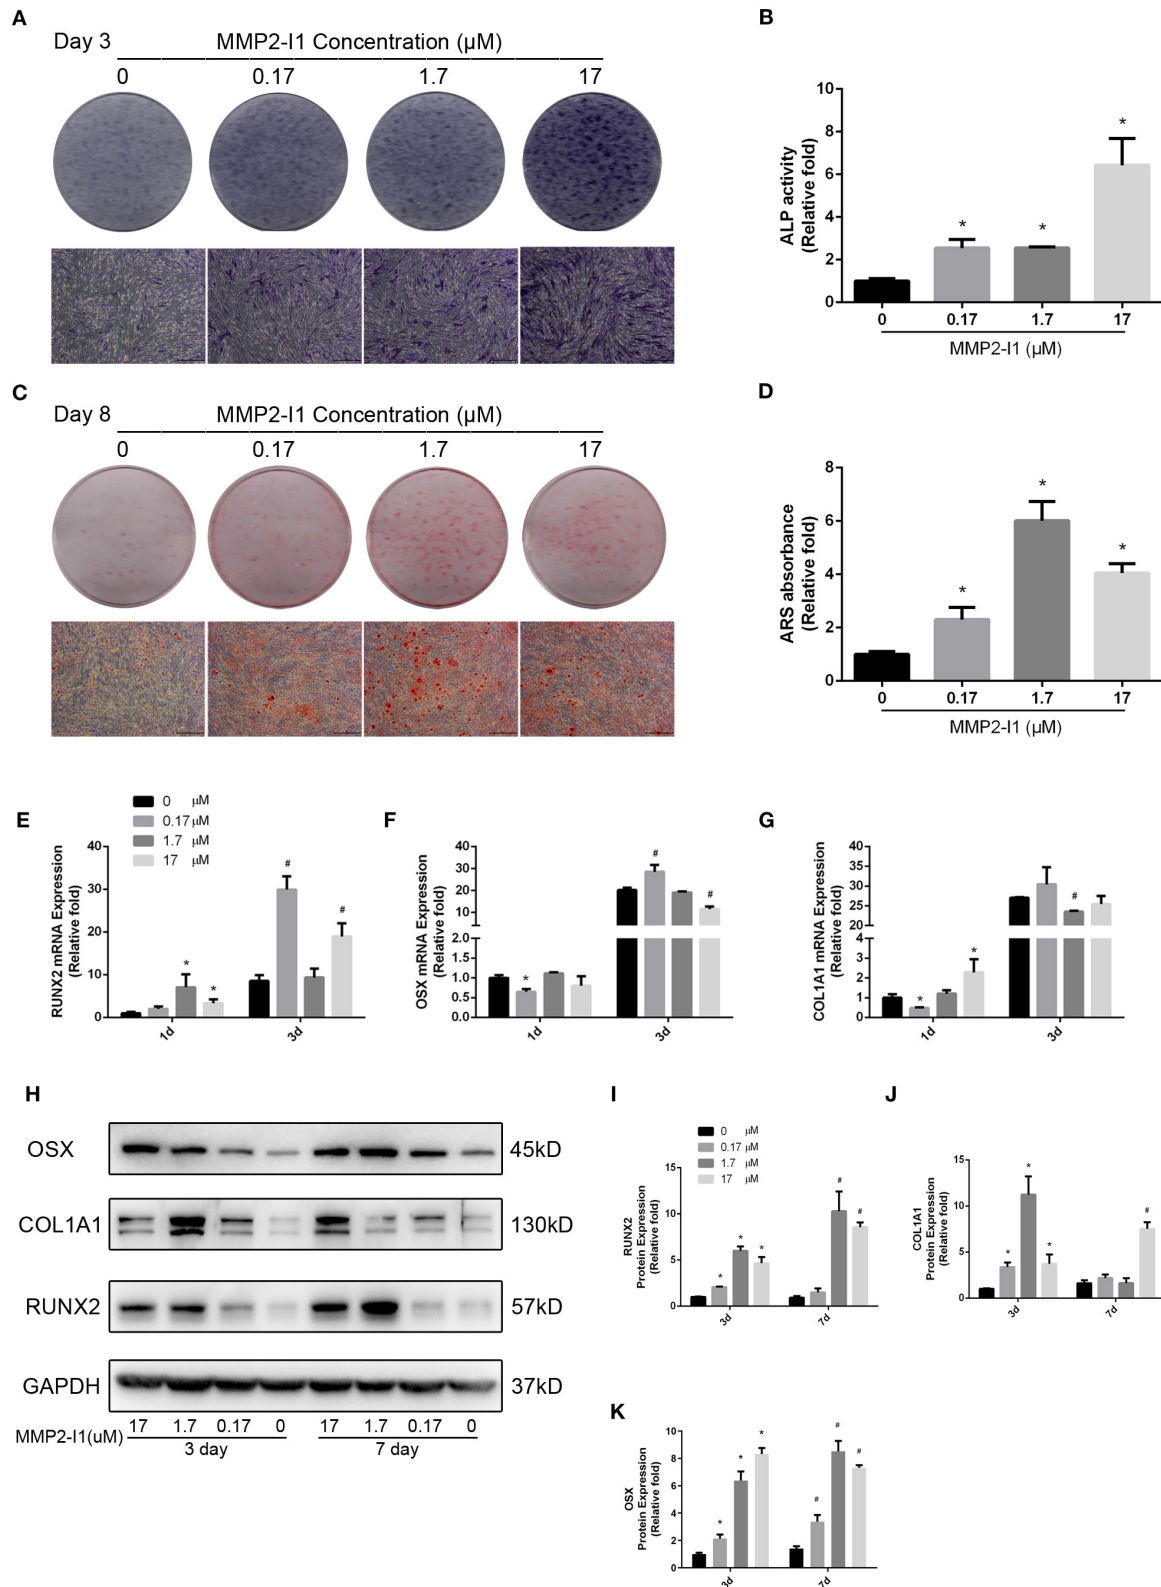 A
Day 3
MMP2-I1 Concentration (μM)
0
0.17
1.7
17
B
ALP activity
(Relative fold)
10
8
6
4
2
0
*
*
*
0
0.17
1.7
17
MMP2-I1 (μM)
C
Day 8
MMP2-I1 Concentration (μM)
0
0.17
1.7
17
D
ARS absorbance
(Relative fold)
8
6
4
2
0
*
*
*
0
0.17
1.7
17
MMP2-I1 (μM)
E
0 μM
0.17 μM
1.7 μM
17 μM
RUNX2 mRNA Expression
(Relative fold)
40
30
20
10
0
*
*
#
#
1d
3d
F
OSX mRNA Expression
(Relative fold)
40
30
20
10
2.0
1.5
1.0
0.5
0.0
*
#
#
1d
3d
G
COL1A1 mRNA Expression
(Relative fold)
40
35
30
25
20
15
4
3
2
1
0
*
*
#
1d
3d
H
OSX
45kD
COL1A1
130kD
RUNX2
57kD
GAPDH
37kD
MMP2-I1(uM)
17 1.7 0.17 0
17 1.7 0.17 0
3 day
7 day
I
0 μM
0.17 μM
1.7 μM
17 μM
RUNX2
Protein Expression
(Relative fold)
15
10
5
0
*
*
*
#
#
3d
7d
J
COL1A1
Protein Expression
(Relative fold)
15
10
5
0
*
*
*
#
3d
7d
K
OSX
Protein Expression
(Relative fold)
10
8
6
4
2
0
*
*
*
#
#
#
3d
7d